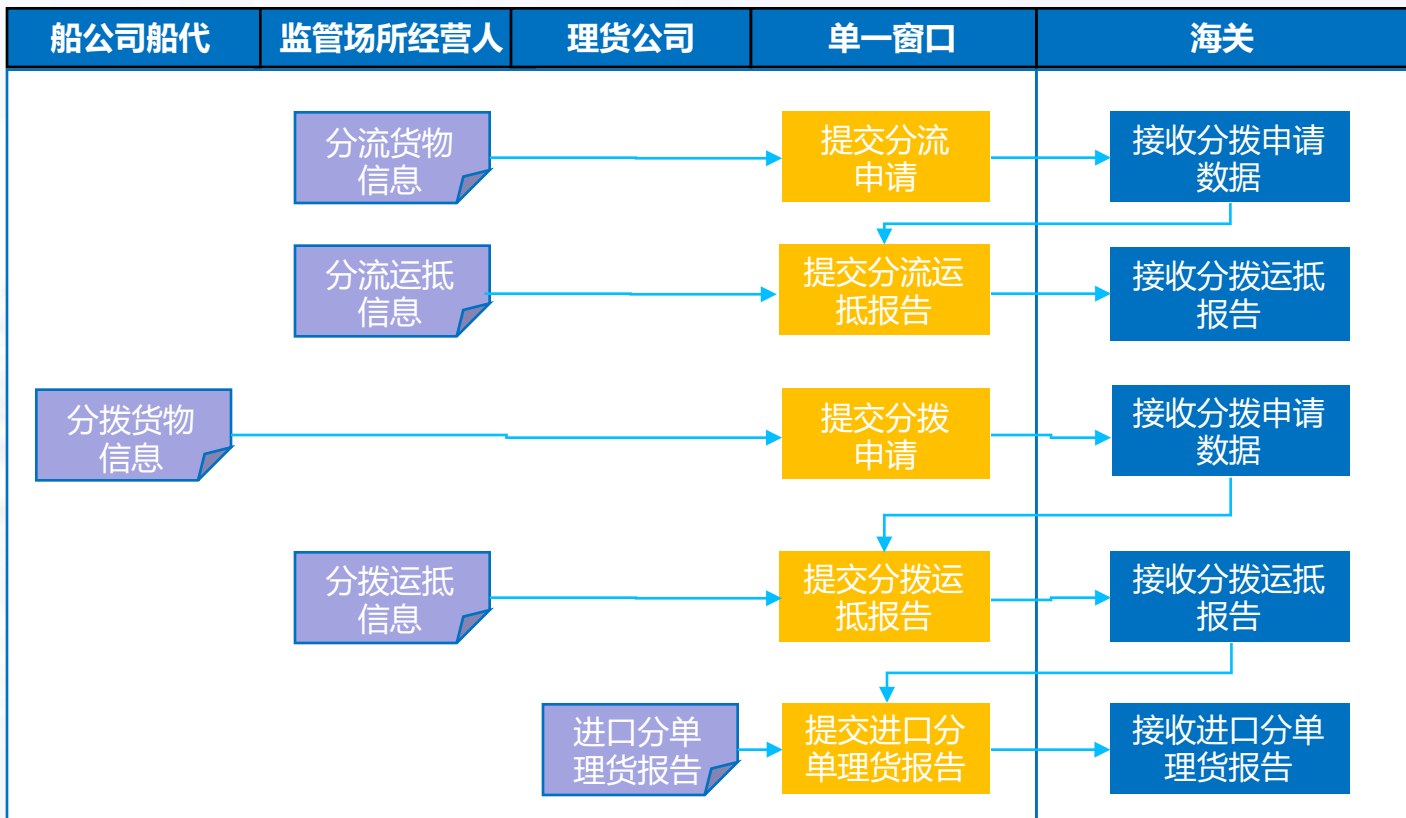 船公司船代
监管场所经营人
理货公司
单一窗口
海关
分流货物
信息
提交分流
申请
接收分拨申请
数据
分流运抵
信息
提交分流运
抵报告
接收分拨运抵
报告
分拨货物
信息
提交分拨
申请
接收分拨申请
数据
分拨运抵
信息
提交分拨运
抵报告
接收分拨运抵
报告
进口分单
理货报告
提交进口分
单理货报告
接收进口分单
理货报告